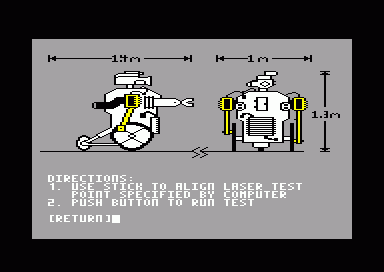 1.4m
1m
1.3m
DIRECTIONS:
1. USE STICK TO ALIGN LASER TEST
POINT SPECIFIED BY COMPUTER
2. PUSH BUTTON TO RUN TEST
[RETURN]